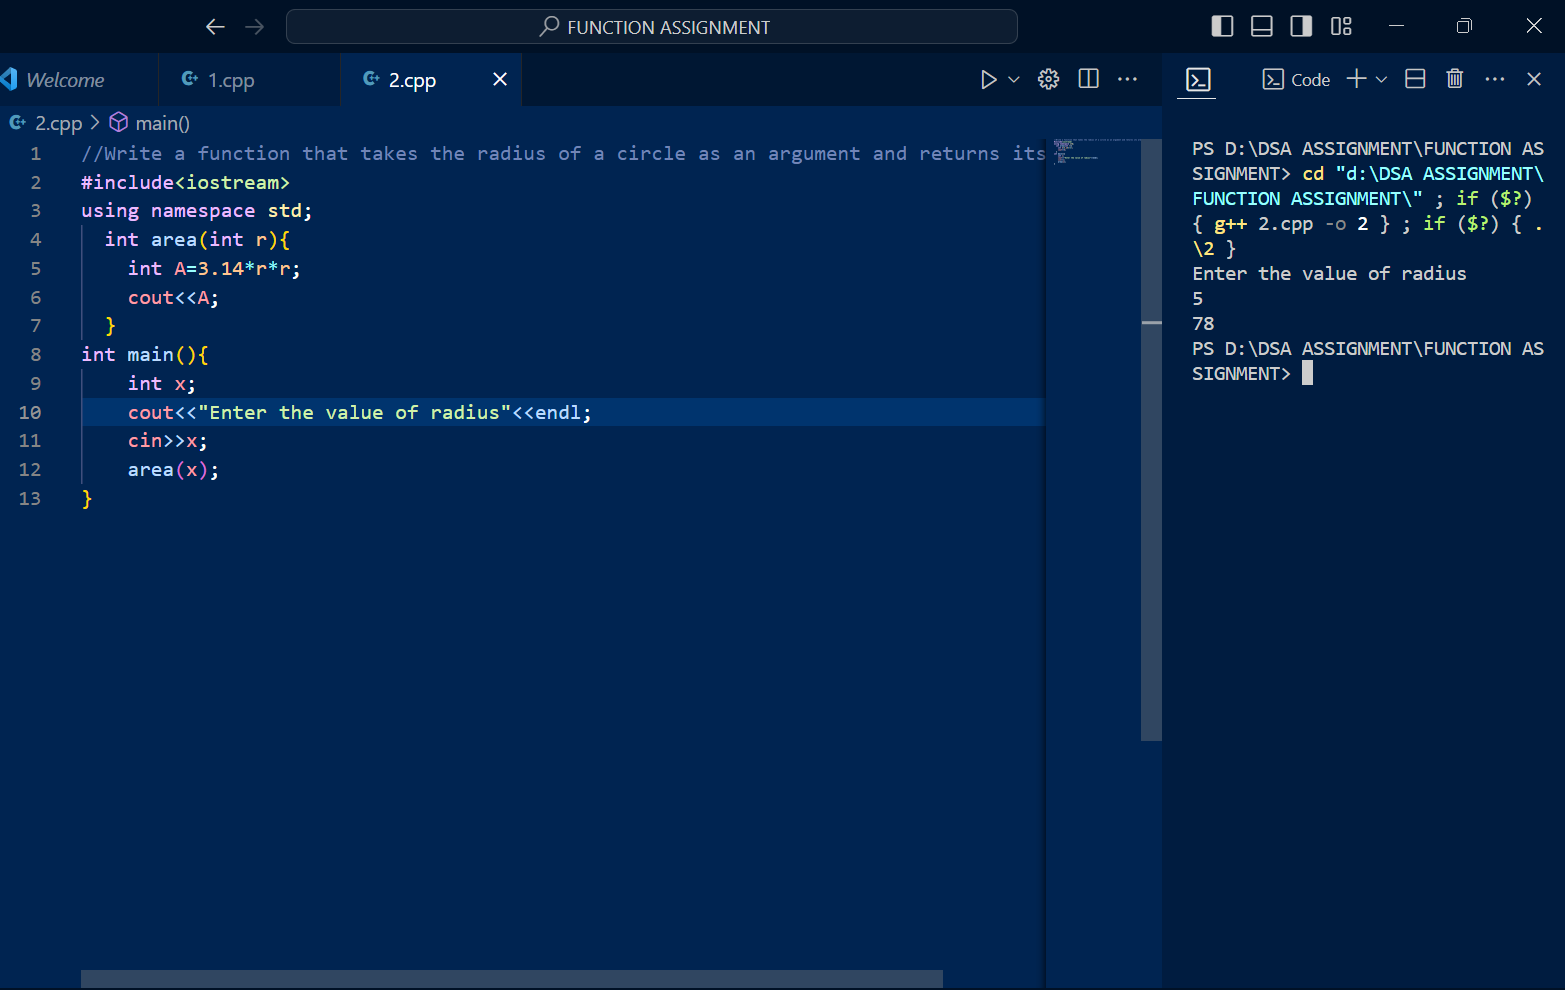 FUNCTION ASSIGNMENT
Welcome
1.cpp
2.cpp
Code
2.cpp > main()
1 //Write a function that takes the radius of a circle as an argument and returns its
2 #include<iostream>
3 using namespace std;
4 int area(int r){
5 int A=3.14*r*r;
6 cout<<A;
7 }
8 int main(){
9 int x;
10 cout<<"Enter the value of radius"<<endl;
11 cin>>x;
12 area(x);
13 }
PS D:\DSA ASSIGNMENT\FUNCTION AS
SIGNMENT> cd "d:\DSA ASSIGNMENT\
FUNCTION ASSIGNMENT\" ; if ($?)
{ g++ 2.cpp -o 2 } ; if ($?) { .
\2 }
Enter the value of radius
5
78
PS D:\DSA ASSIGNMENT\FUNCTION AS
SIGNMENT>